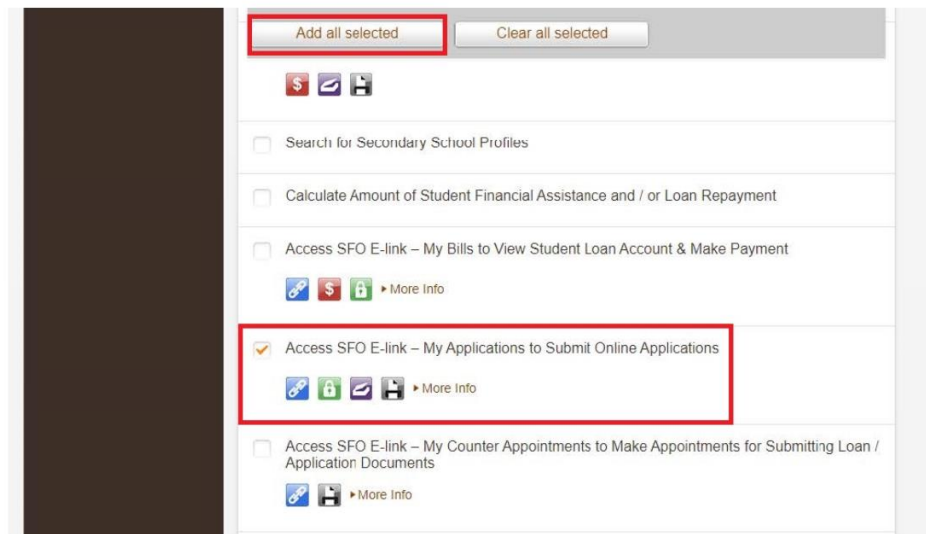 Add all selected
Clear all selected
$
Search for Secondary School Profiles
Calculate Amount of Student Financial Assistance and / or Loan Repayment
Access SFO E-link – My Bills to View Student Loan Account & Make Payment
$
More Info
Access SFO E-link – My Applications to Submit Online Applications
More Info
Access SFO E-link – My Counter Appointments to Make Appointments for Submitting Loan /
Application Documents
More Info